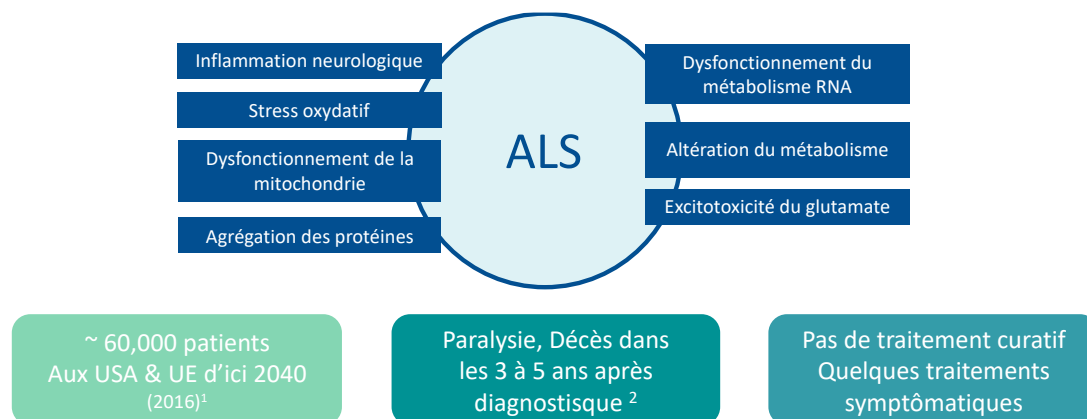 Inflammation neurologique
Stress oxydatif
Dysfonctionnement de la
mitochondrie
Agrégation des protéines
ALS
Dysfonctionnement du
métabolisme RNA
Altération du métabolisme
Excitotoxicité du glutamate
~ 60,000 patients
Aux USA & UE d’ici 2040
(2016)¹
Paralysie, Décès dans
les 3 à 5 ans après
diagnostisque ²
Pas de traitement curatif
Quelques traitements
symptômatiques